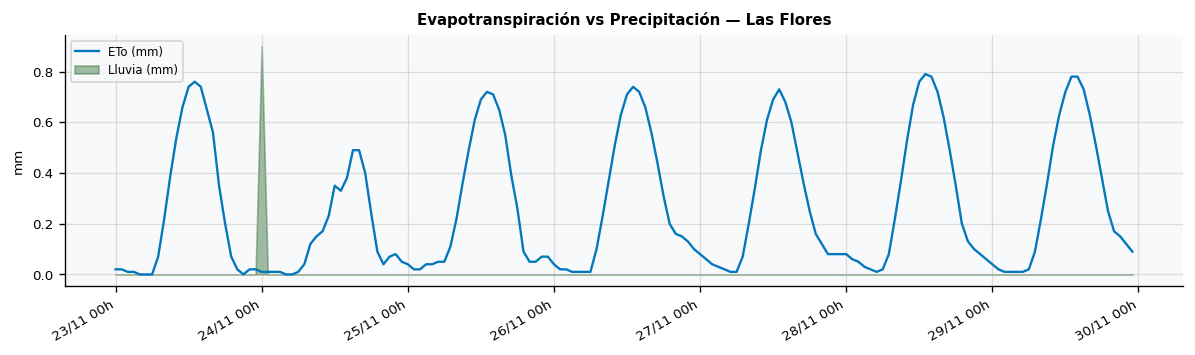 Evapotranspiración vs Precipitación — Las Flores
ETo (mm)
Lluvia (mm)
mm
0.8
0.6
0.4
0.2
0.0
23/11 00h
24/11 00h
25/11 00h
26/11 00h
27/11 00h
28/11 00h
29/11 00h
30/11 00h